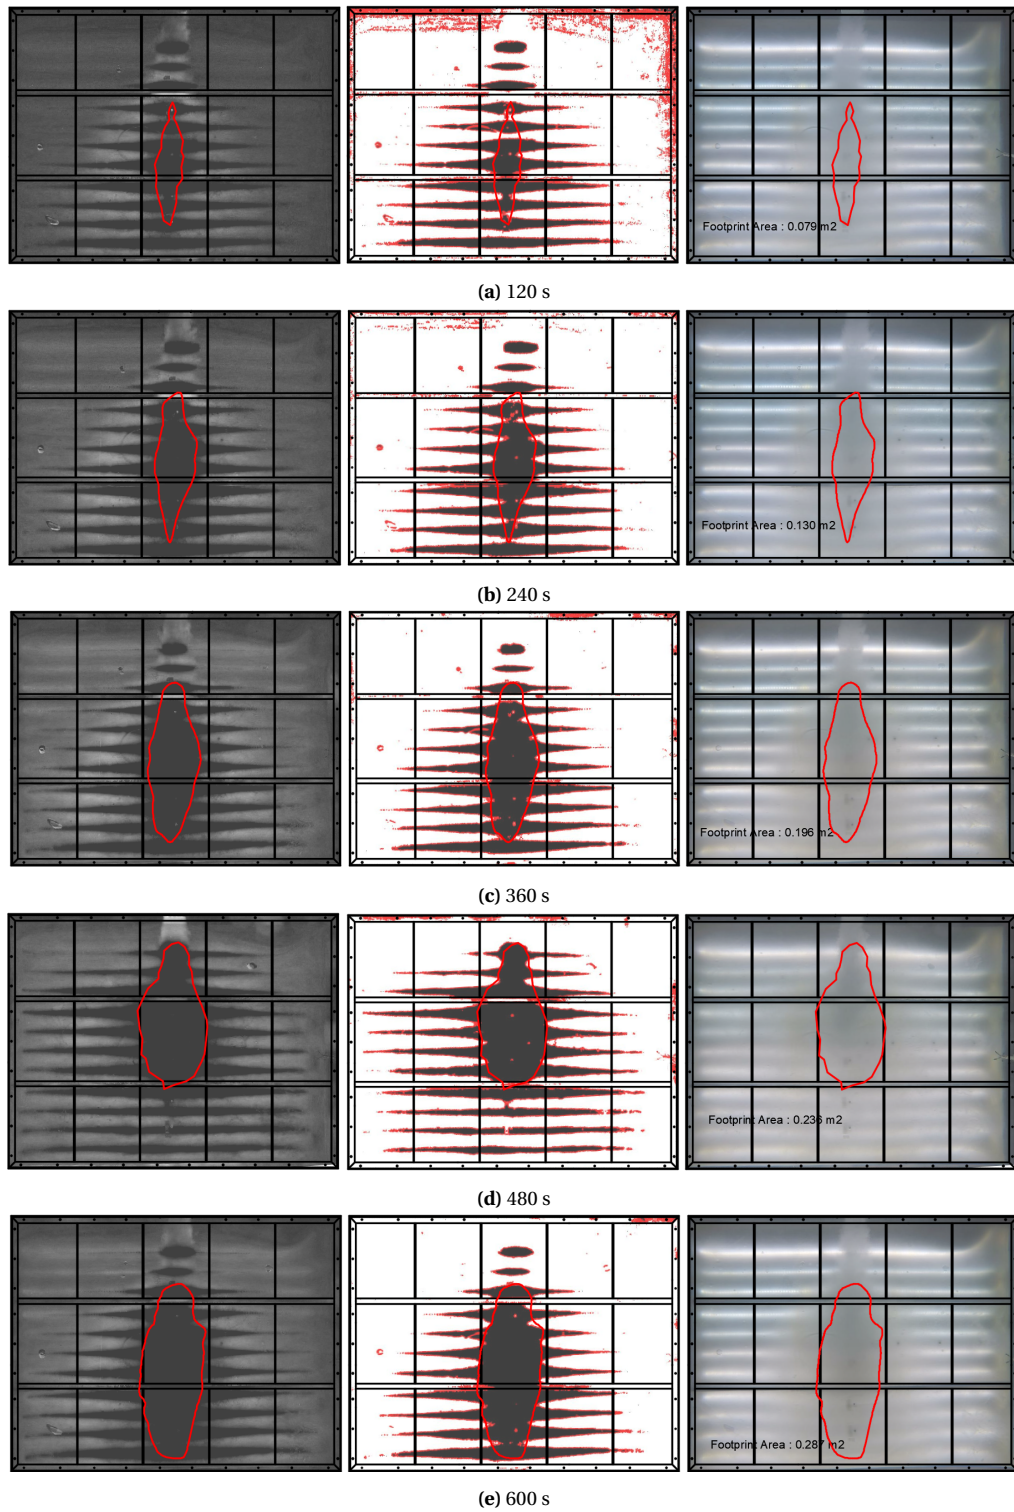 Footprint Area : 0.079 m2
(a) 120 s
Footprint Area : 0.130 m2
(b) 240 s
Footprint Area : 0.196 m2
(c) 360 s
Footprint Area : 0.236 m2
(d) 480 s
Footprint Area : 0.287 m2
(e) 600 s